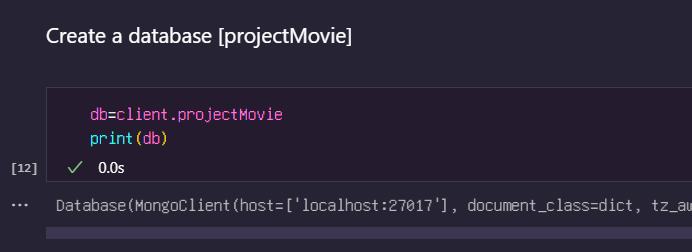 Create a database [projectMovie]
db=client.projectMovie
print(db)
[12]
0.0s
... Database(MongoClient(host=['localhost:27017'], document_class=dict, tz_aw